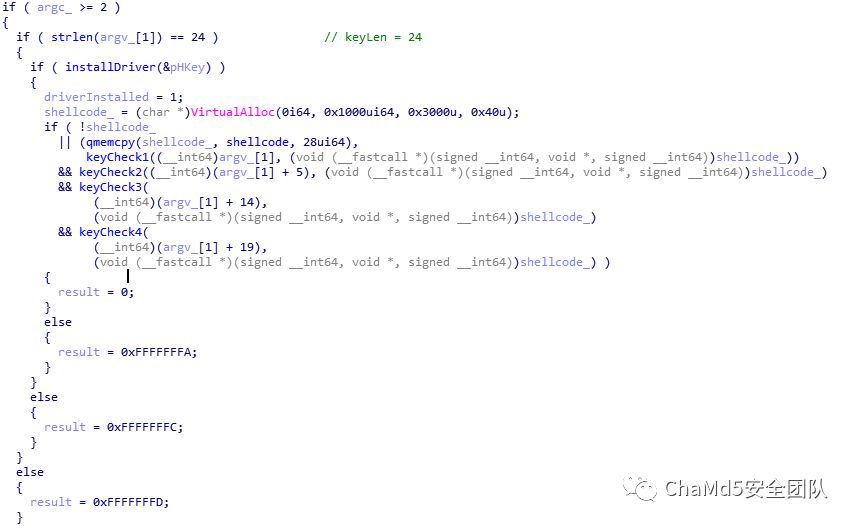 if ( argc_ >= 2 )
{
if ( strlen(argv_[1]) == 24 ) // keyLen = 24
{
if ( installDriver(&pHKey) )
{
driverInstalled = 1;
shellcode_ = (char *)VirtualAlloc(0i64, 0x1000ui64, 0x3000u, 0x40u);
if ( !shellcode_
|| (qmemcpy(shellcode_, shellcode, 28ui64),
keyCheck1((__int64)argv_[1], (void (__fastcall *)(signed __int64, void *, signed __int64))shellcode_))
&& keyCheck2((__int64)(argv_[1] + 5), (void (__fastcall *)(signed __int64, void *, signed __int64))shellcode_)
&& keyCheck3(
(__int64)(argv_[1] + 14),
(void (__fastcall *)(signed __int64, void *, signed __int64))shellcode_)
&& keyCheck4(
(__int64)(argv_[1] + 19),
(void (__fastcall *)(signed __int64, void *, signed __int64))shellcode_) )
{
result = 0;
}
else
{
result = 0xFFFFFFFA;
}
}
else
{
result = 0xFFFFFFFC;
}
}
else
{
result = 0xFFFFFFFD;
}
ChaMd5安全团队